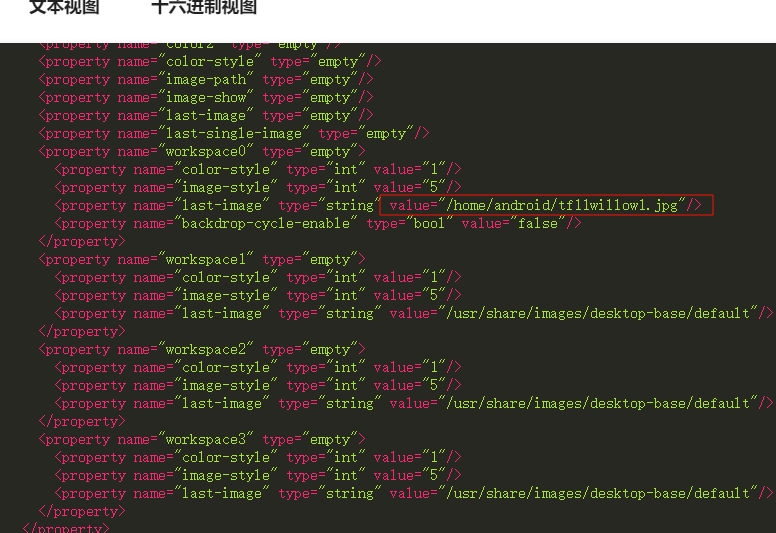 文本视图 十六进制视图
<property name="color2" type="empty"/>
<property name="color-style" type="empty"/>
<property name="image-path" type="empty"/>
<property name="image-show" type="empty"/>
<property name="last-image" type="empty"/>
<property name="last-single-image" type="empty"/>
<property name="workspace0" type="empty">
<property name="color-style" type="int" value="1"/>
<property name="image-style" type="int" value="5"/>
<property name="last-image" type="string" value="/home/android/tf11willow1.jpg"/>
<property name="backdrop-cycle-enable" type="bool" value="false"/>
</property>
<property name="workspace1" type="empty">
<property name="color-style" type="int" value="1"/>
<property name="image-style" type="int" value="5"/>
<property name="last-image" type="string" value="/usr/share/images/desktop-base/default"/>
</property>
<property name="workspace2" type="empty">
<property name="color-style" type="int" value="1"/>
<property name="image-style" type="int" value="5"/>
<property name="last-image" type="string" value="/usr/share/images/desktop-base/default"/>
</property>
<property name="workspace3" type="empty">
<property name="color-style" type="int" value="1"/>
<property name="image-style" type="int" value="5"/>
<property name="last-image" type="string" value="/usr/share/images/desktop-base/default"/>
</property>
</property>